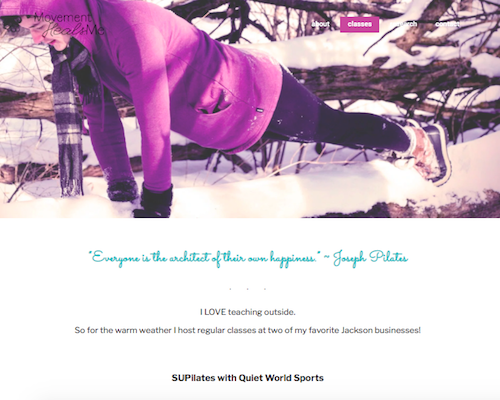 Movement
Heals Me
about
classes
contact
"Everyone is the architect of their own happiness." ~ Joseph Pilates
. . .
I LOVE teaching outside.
So for the warm weather I host regular classes at two of my favorite Jackson businesses!
SUPilates with Quiet World Sports